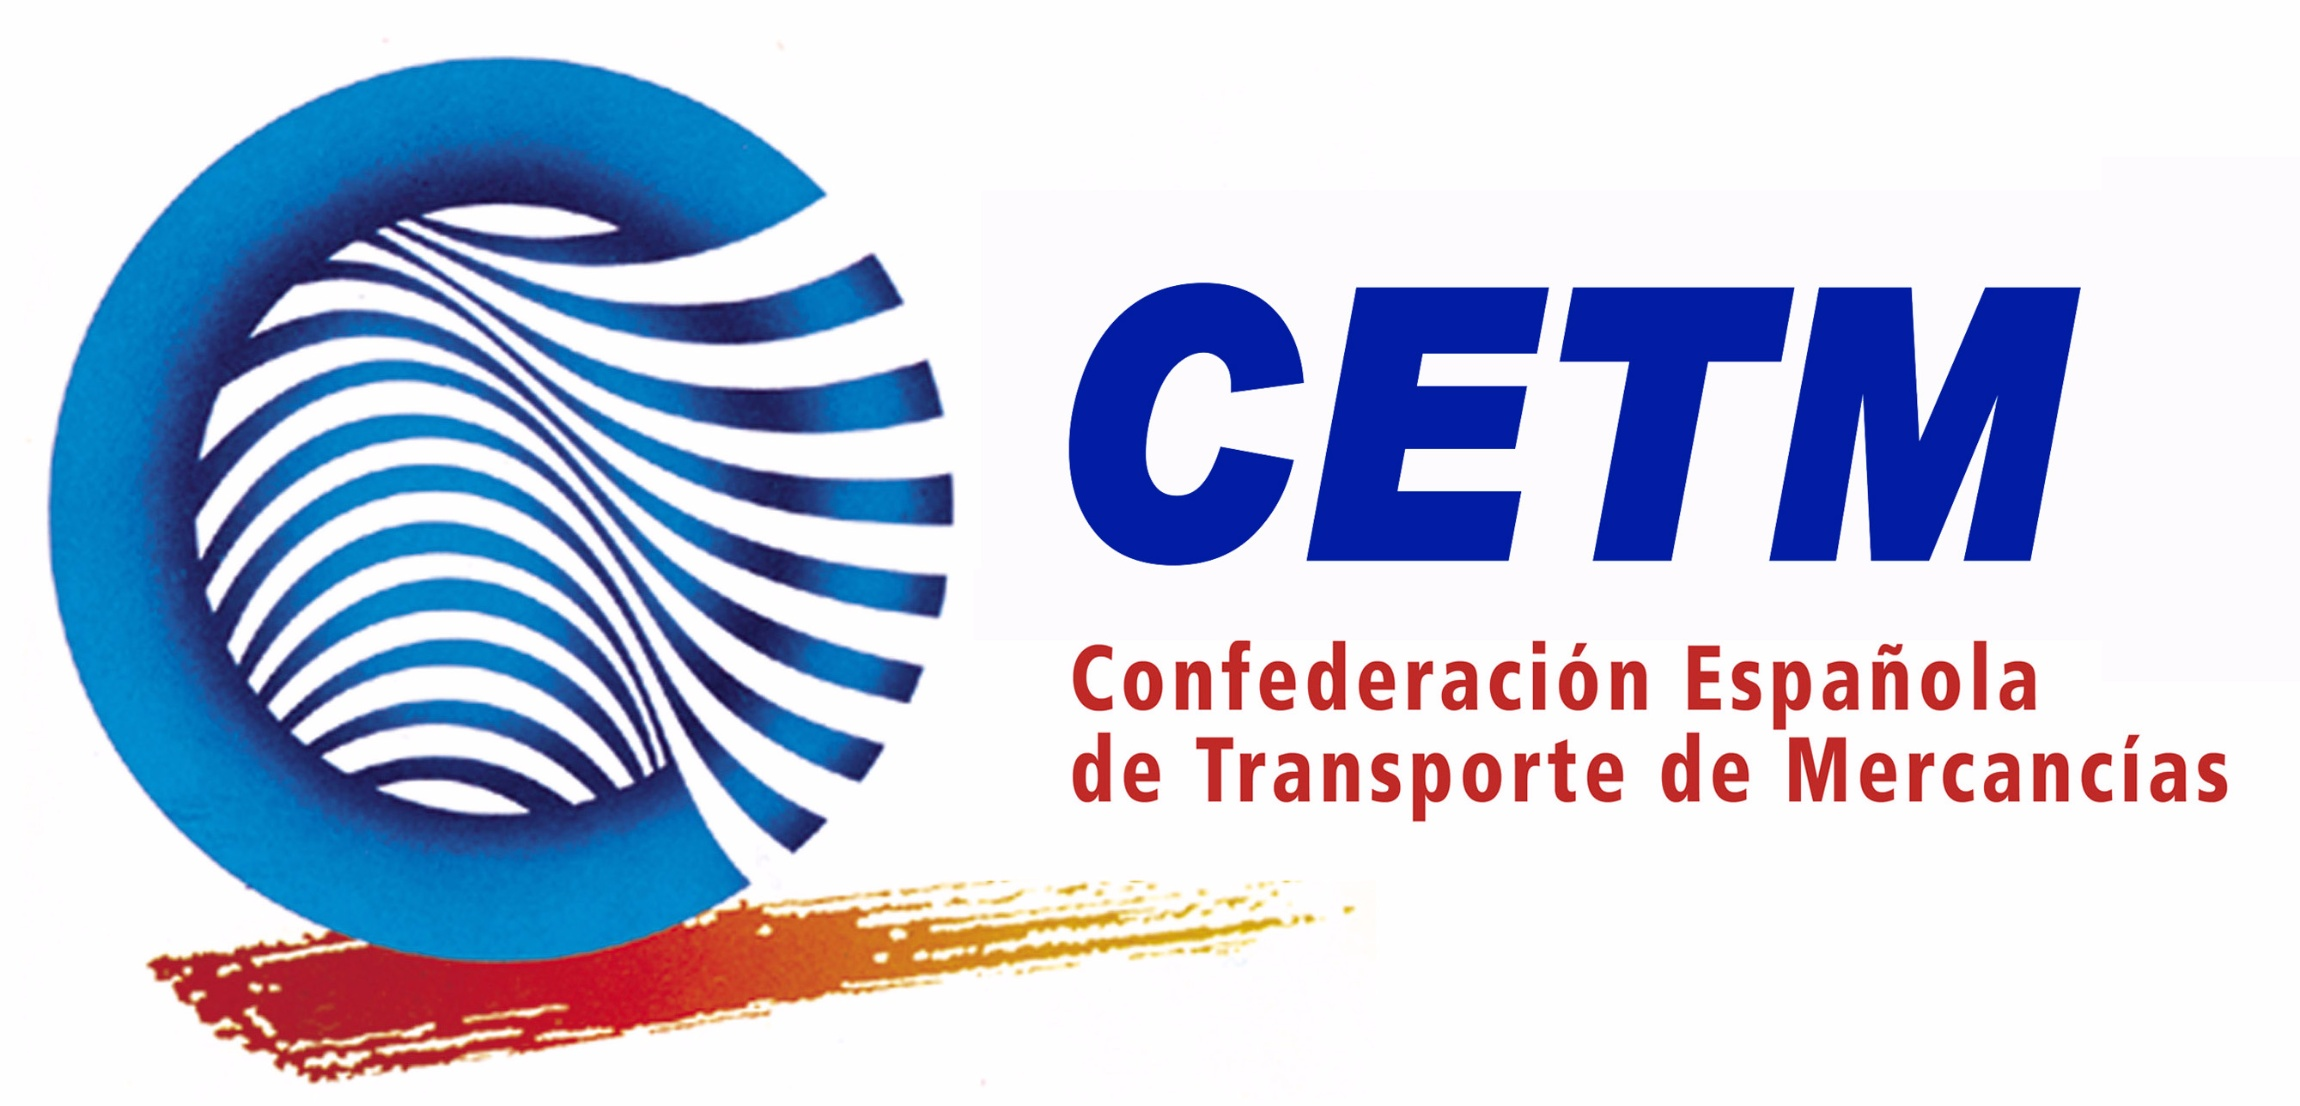 CETM
Confederación Española
de Transporte de Mercancías